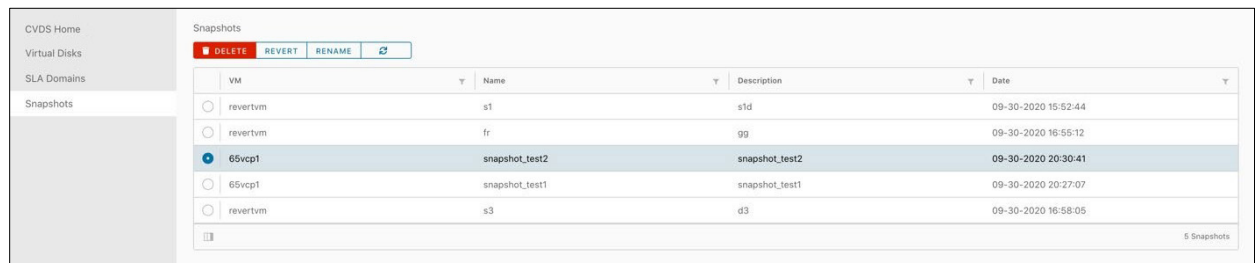 CVDS Home
Virtual Disks
SLA Domains
Snapshots
Snapshots
DELETE REVERT RENAME
VM Name Description Date
revertvm s1 s1d 09-30-2020 15:52:44
revertvm fr gg 09-30-2020 16:55:12
65vcp1 snapshot_test2 snapshot_test2 09-30-2020 20:30:41
65vcp1 snapshot_test1 snapshot_test1 09-30-2020 20:27:07
revertvm s3 d3 09-30-2020 16:58:05
5 Snapshots